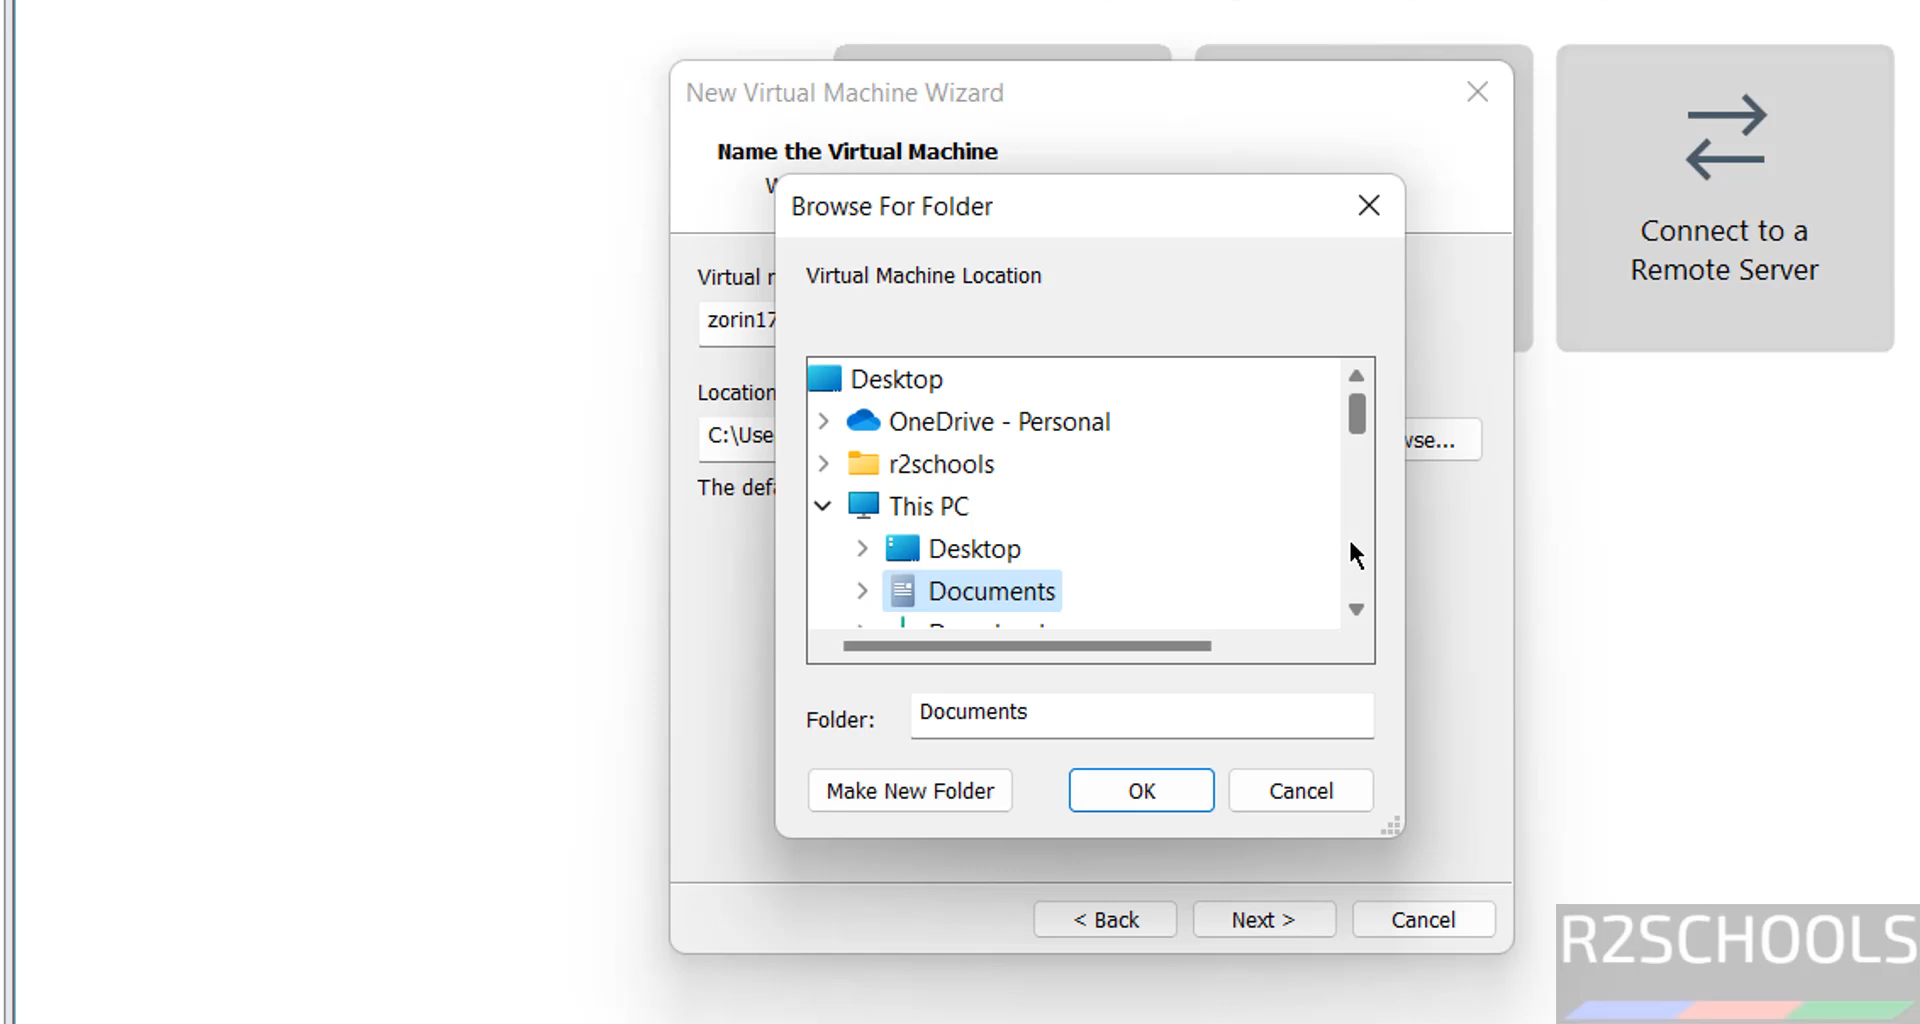 New Virtual Machine Wizard
Name the Virtual Machine
W
Browse For Folder
Connect to a
Remote Server
Virtual
Virtual Machine Location
zorin17
Desktop
Location
OneDrive - Personal
C:\Use
wse...
r2schools
The defa
This PC
Desktop
Documents
Folder:
Documents
Make New Folder
OK
Cancel
< Back
Next >
Cancel
R2SCHOOLS